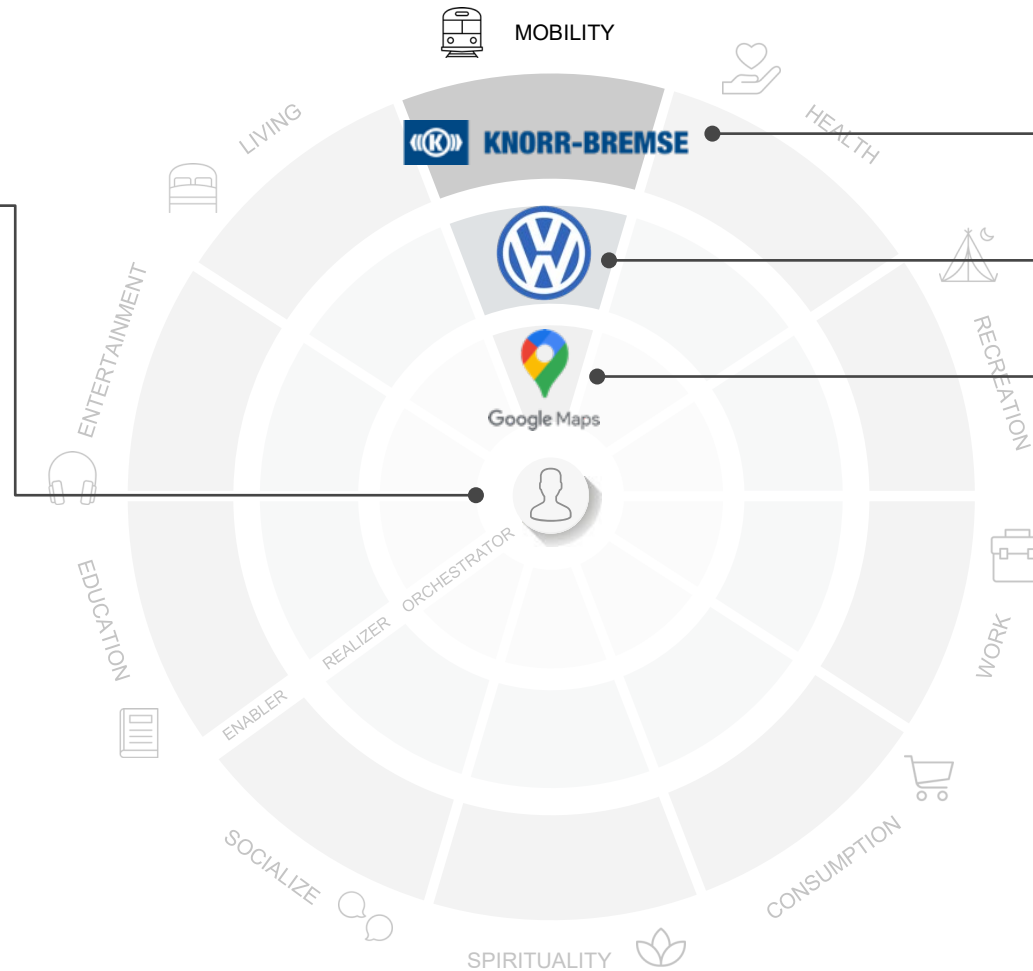 MOBILITY
LIVING
HEALTH
((K)) KNORR-BREMSE
ENTERTAINMENT
RECREATION
Google Maps
ORCHESTRATOR
REALIZER
ENABLER
EDUCATION
WORK
SOCIALIZE
CONSUMPTION
SPIRITUALITY